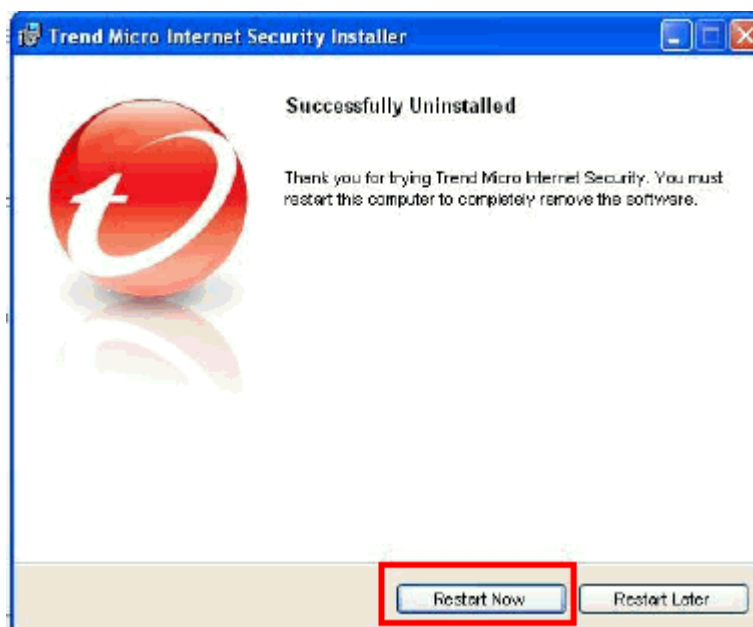 Trend Micro Internet Security Installer
Successfully Uninstalled
Thank you for trying Trend Micro Internet Security. You must
restart this computer to completely remove the software.
Restart Now
Restart Later